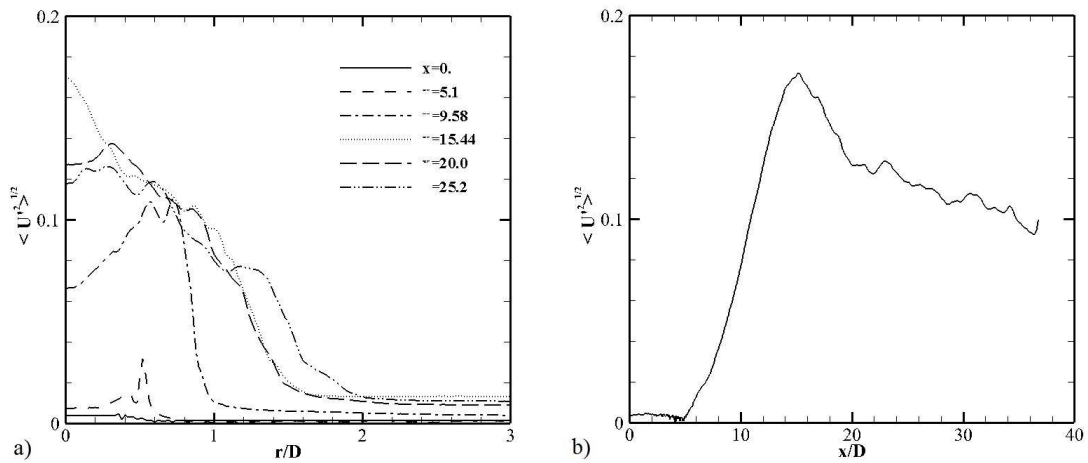 0.2
0.1
0
< U'² >¹/²
x=0.
"=5.1
"=9.58
"=15.44
"=20.0
=25.2
0 1 2 3
r/D
a)
0.2
0.1
0
< U'² >¹/²
0 10 20 30 40
x/D
b)